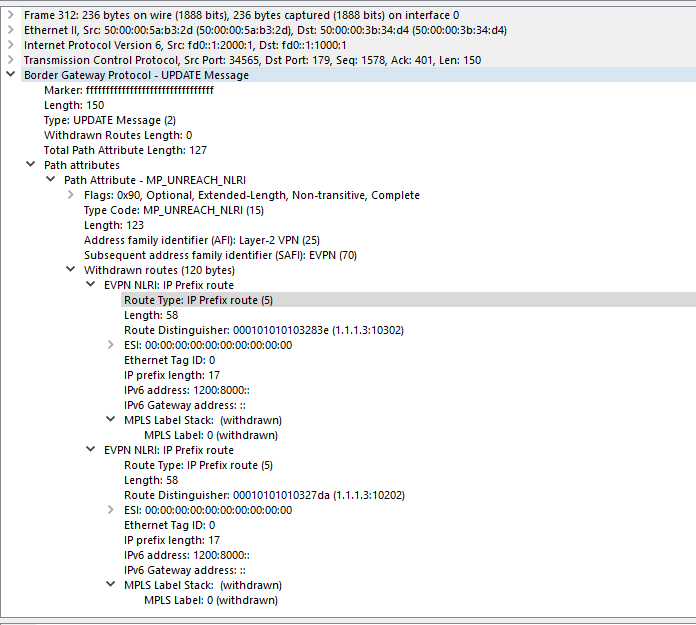 Frame 312: 236 bytes on wire (1888 bits), 236 bytes captured (1888 bits) on interface 0
Ethernet II, Src: 50:00:00:5a:b3:2d (50:00:00:5a:b3:2d), Dst: 50:00:00:3b:34:d4 (50:00:00:3b:34:d4)
Internet Protocol Version 6, Src: fd0::1:2000:1, Dst: fd0::1:1000:1
Transmission Control Protocol, Src Port: 34565, Dst Port: 179, Seq: 1578, Ack: 401, Len: 150
Border Gateway Protocol - UPDATE Message
Marker: ffffffffffffffffffffffffffffffff
Length: 150
Type: UPDATE Message (2)
Withdrawn Routes Length: 0
Total Path Attribute Length: 127
Path attributes
Path Attribute - MP_UNREACH_NLRI
Flags: 0x90, Optional, Extended-Length, Non-transitive, Complete
Type Code: MP_UNREACH_NLRI (15)
Length: 123
Address family identifier (AFI): Layer-2 VPN (25)
Subsequent address family identifier (SAFI): EVPN (70)
Withdrawn routes (120 bytes)
EVPN NLRI: IP Prefix route
Route Type: IP Prefix route (5)
Length: 58
Route Distinguisher: 000101010103283e (1.1.1.3:10302)
ESI: 00:00:00:00:00:00:00:00:00:00
Ethernet Tag ID: 0
IP prefix length: 17
IPv6 address: 1200:8000::
IPv6 Gateway address: ::
MPLS Label Stack:  (withdrawn)
MPLS Label: 0 (withdrawn)
EVPN NLRI: IP Prefix route
Route Type: IP Prefix route (5)
Length: 58
Route Distinguisher: 00010101010327da (1.1.1.3:10202)
ESI: 00:00:00:00:00:00:00:00:00:00
Ethernet Tag ID: 0
IP prefix length: 17
IPv6 address: 1200:8000::
IPv6 Gateway address: ::
MPLS Label Stack:  (withdrawn)
MPLS Label: 0 (withdrawn)